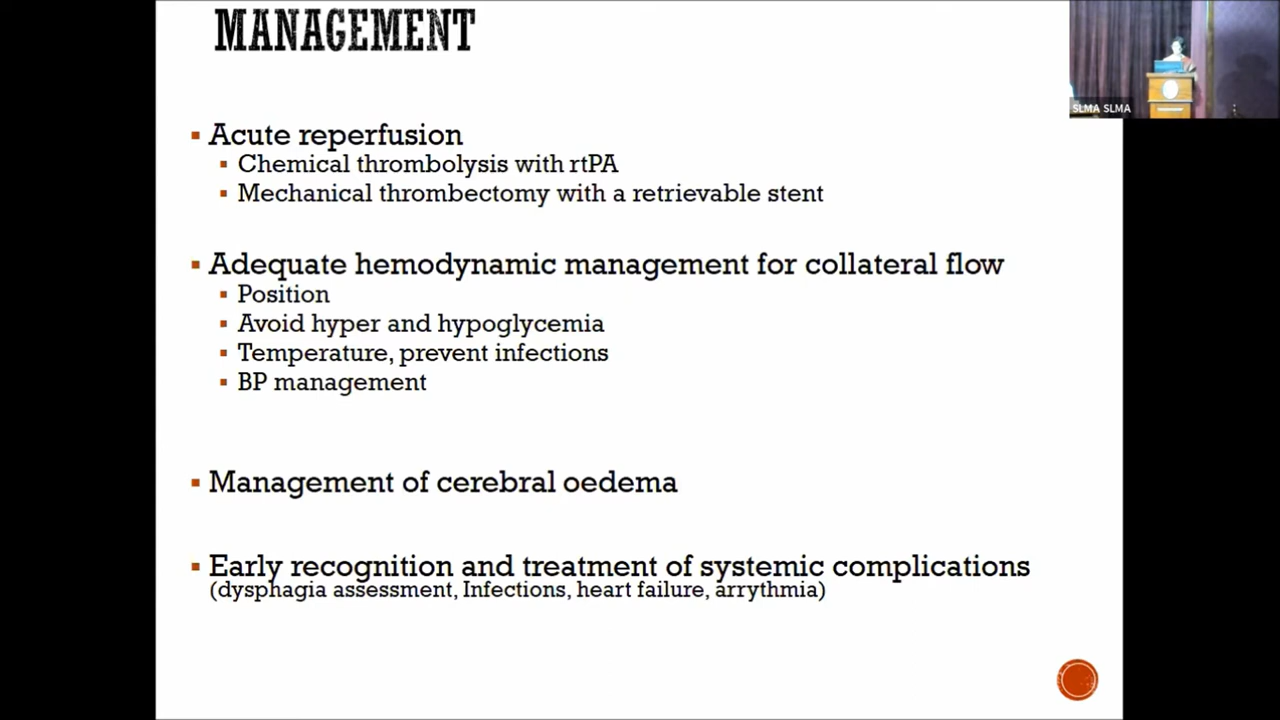 MANAGEMENT
SLMA SLMA
▪ Acute reperfusion
▪ Chemical thrombolysis with rtPA
▪ Mechanical thrombectomy with a retrievable stent
▪ Adequate hemodynamic management for collateral flow
▪ Position
▪ Avoid hyper and hypoglycemia
▪ Temperature, prevent infections
▪ BP management
▪ Management of cerebral oedema
▪ Early recognition and treatment of systemic complications
(dysphagia assessment, Infections, heart failure, arrythmia)